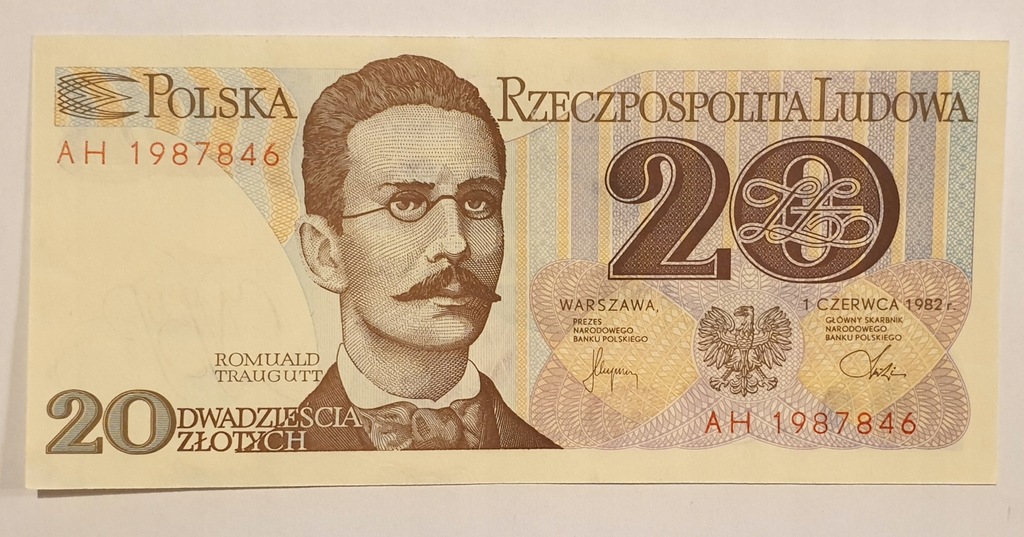 POLSKA RZECZPOSPOLITA LUDOWA
AH 1987846
20
WARSZAWA, 1 CZERWCA 1982 r.
PREZES
NARODOWEGO
BANKU POLSKIEGO
GŁÓWNY SKARBNIK
NARODOWEGO
BANKU POLSKIEGO
ROMUALD
TRAUGUTT
20 DWADZIEŚCIA
ZŁOTYCH
AH 1987846